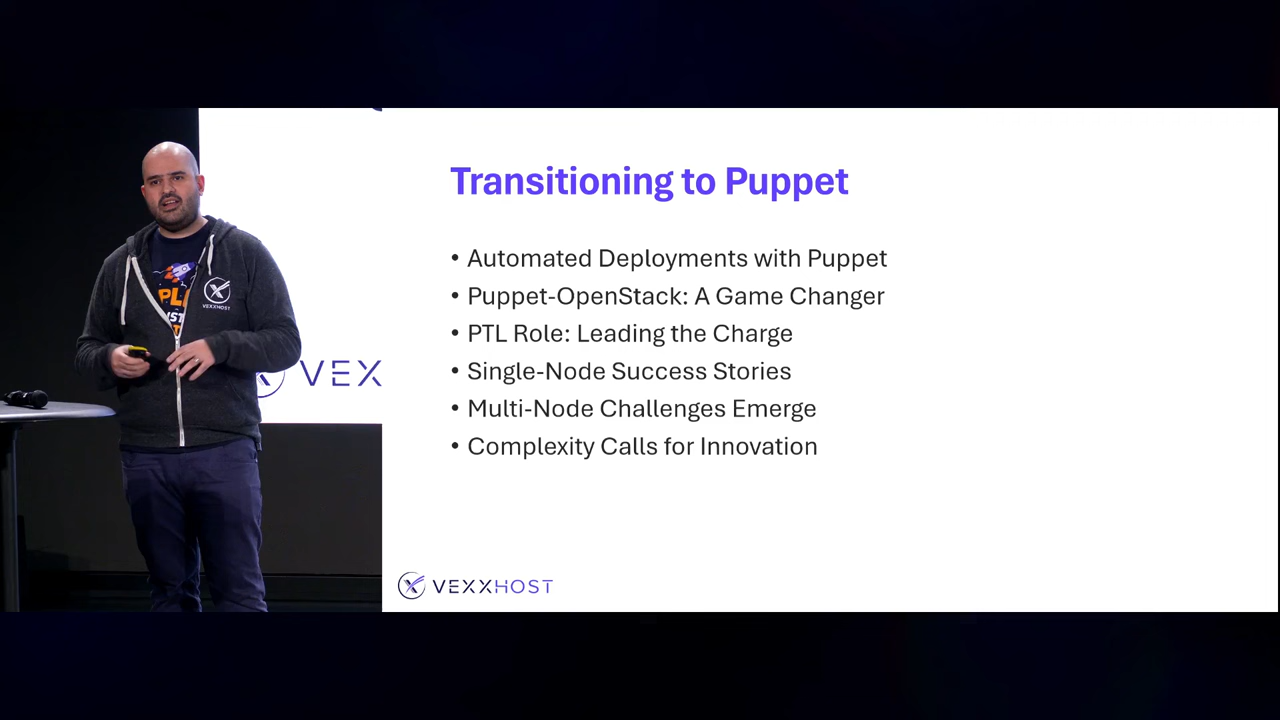 Transitioning to Puppet
• Automated Deployments with Puppet
• Puppet-OpenStack: A Game Changer
• PTL Role: Leading the Charge
• Single-Node Success Stories
• Multi-Node Challenges Emerge
• Complexity Calls for Innovation
VEXXHOST
VEXXHOST
VEX